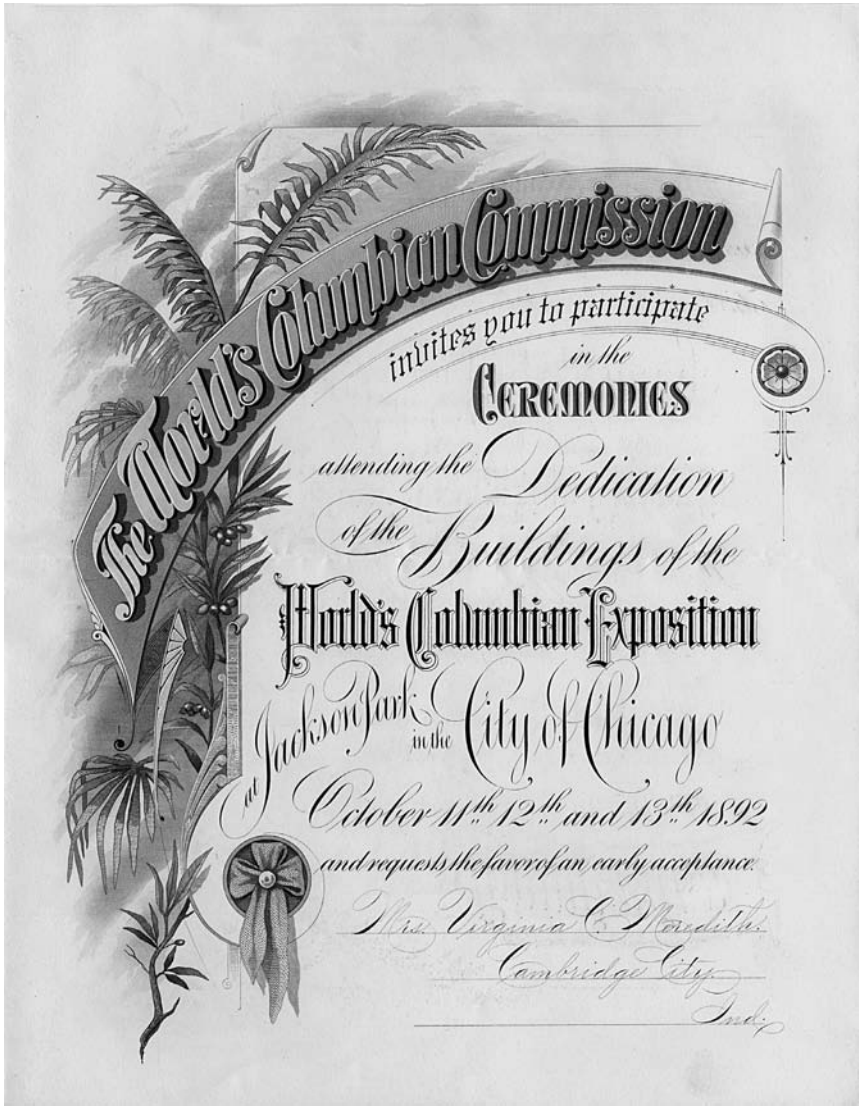 The World's Columbian Commission
invites you to participate
in the
CEREMONIES
attending the Dedication
of the Buildings of the
World's Columbian Exposition
at Jackson Park in the City of Chicago
October 11th 12th and 13th 1892
and requests the favor of an early acceptance.
Mrs. Virginia C. Meredith.
Cambridge City
Ind.